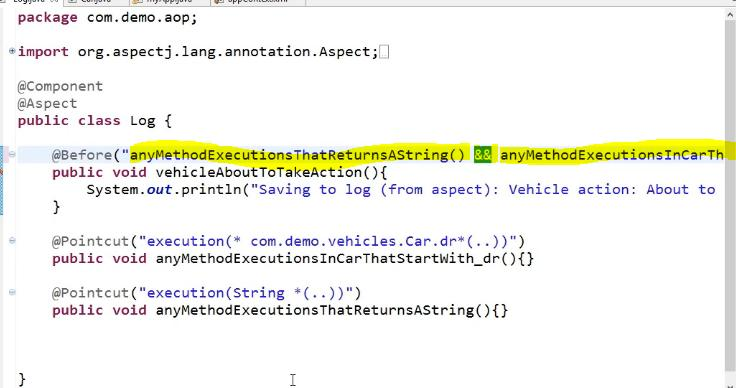 package com.demo.aop;
import org.aspectj.lang.annotation.Aspect;
@Component
@Aspect
public class Log {
@Before("anyMethodExecutionsThatReturnsAString() && anyMethodExecutionsInCarTh
public void vehicleAboutToTakeAction(){
System.out.println("Saving to log (from aspect): Vehicle action: About to
}
@Pointcut("execution(* com.demo.vehicles.Car.dr*(..))")
public void anyMethodExecutionsInCarThatStartWith_dr(){}
@Pointcut("execution(String *(..))")
public void anyMethodExecutionsThatReturnsAString(){}
}